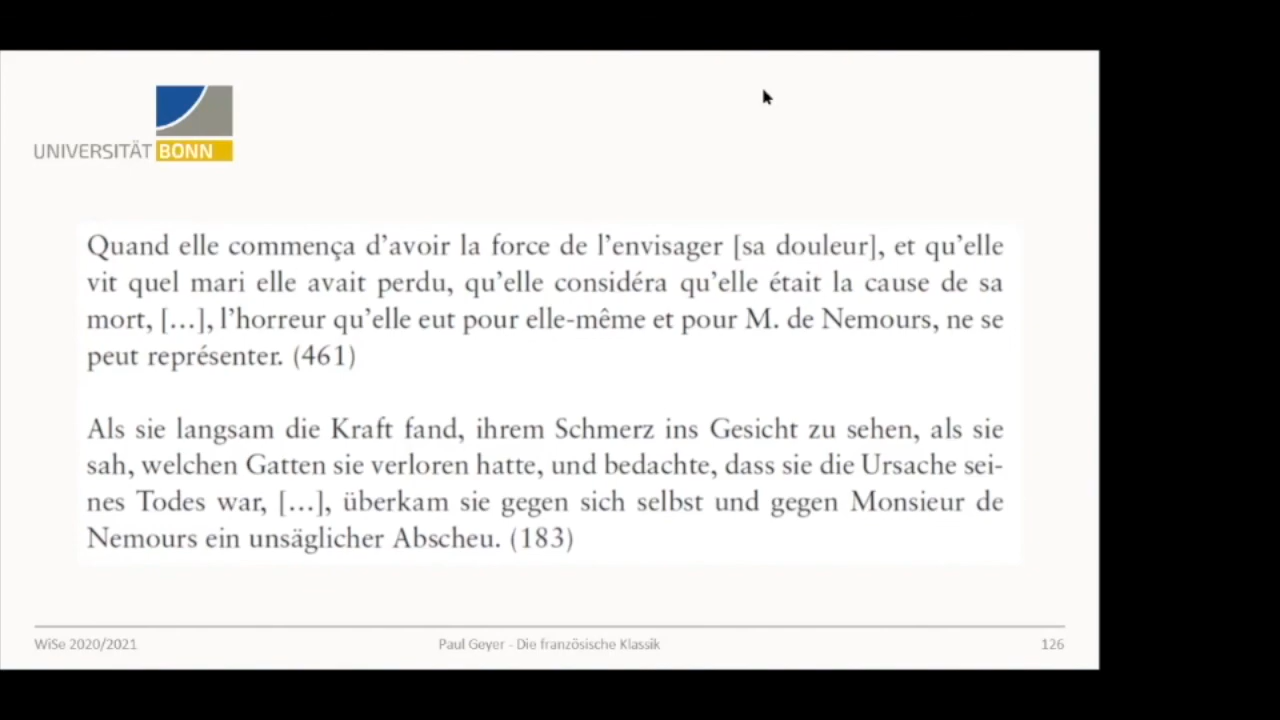 UNIVERSITÄT BONN
Quand elle commença d’avoir la force de l’envisager [sa douleur], et qu’elle
vit quel mari elle avait perdu, qu’elle considéra qu’elle était la cause de sa
mort, […], l’horreur qu’elle eut pour elle-même et pour M. de Nemours, ne se
peut représenter. (461)
Als sie langsam die Kraft fand, ihrem Schmerz ins Gesicht zu sehen, als sie
sah, welchen Gatten sie verloren hatte, und bedachte, dass sie die Ursache sei-
nes Todes war, […], überkam sie gegen sich selbst und gegen Monsieur de
Nemours ein unsäglicher Abscheu. (183)
WiSe 2020/2021 Paul Geyer - Die französische Klassik 126